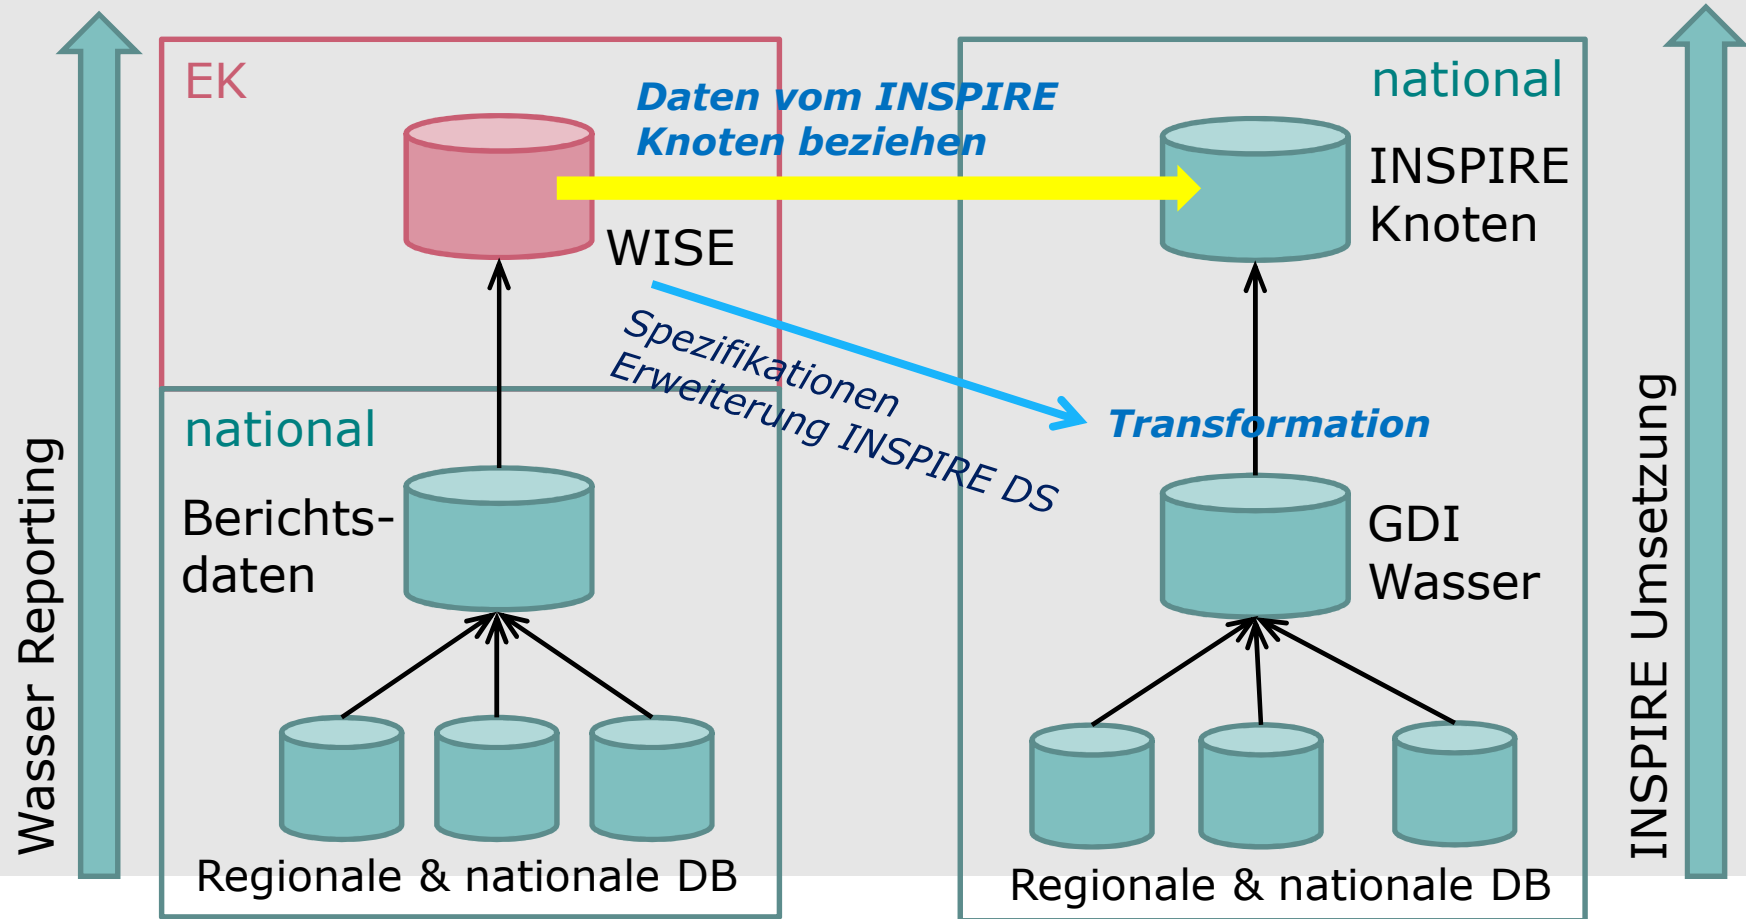 EK
national
Daten vom INSPIRE
Knoten beziehen
INSPIRE
Knoten
WISE
Spezifikationen
Erweiterung INSPIRE DS
Transformation
national
Berichts-
daten
GDI
Wasser
Regionale & nationale DB
Regionale & nationale DB
Wasser Reporting
INSPIRE Umsetzung